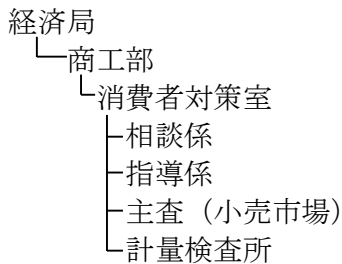 経済局
商工部
消費者対策室
相談係
指導係
主査（小売市場）
計量検査所